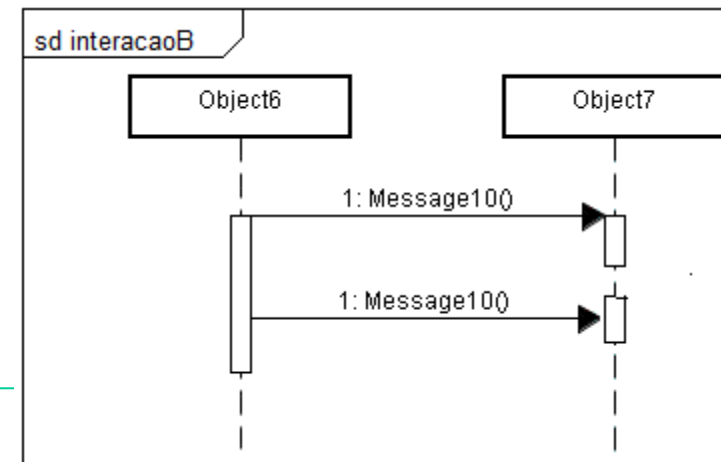 sd interacaoB
Object6
Object7
1: Message10()
1: Message10()